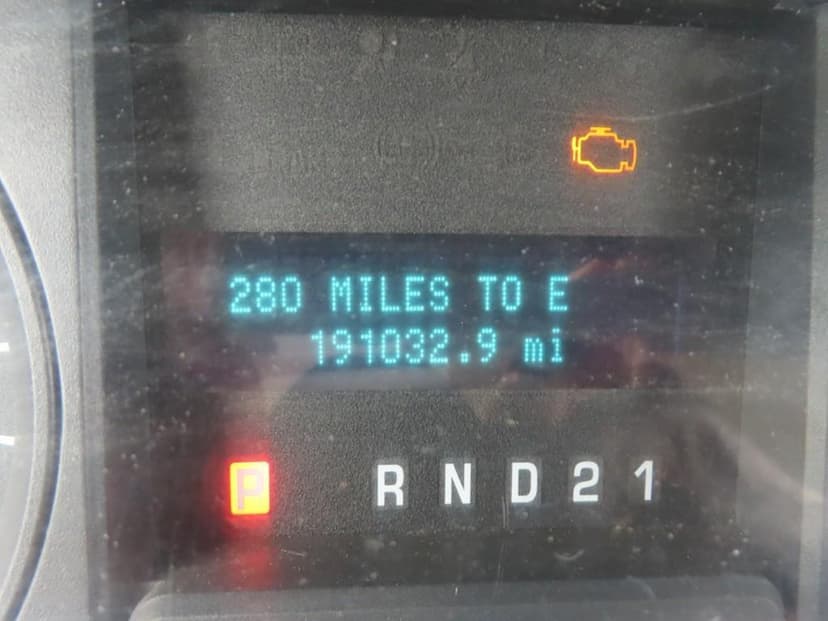 280 MILES TO E
191032.9 mi
P R N D 2 1